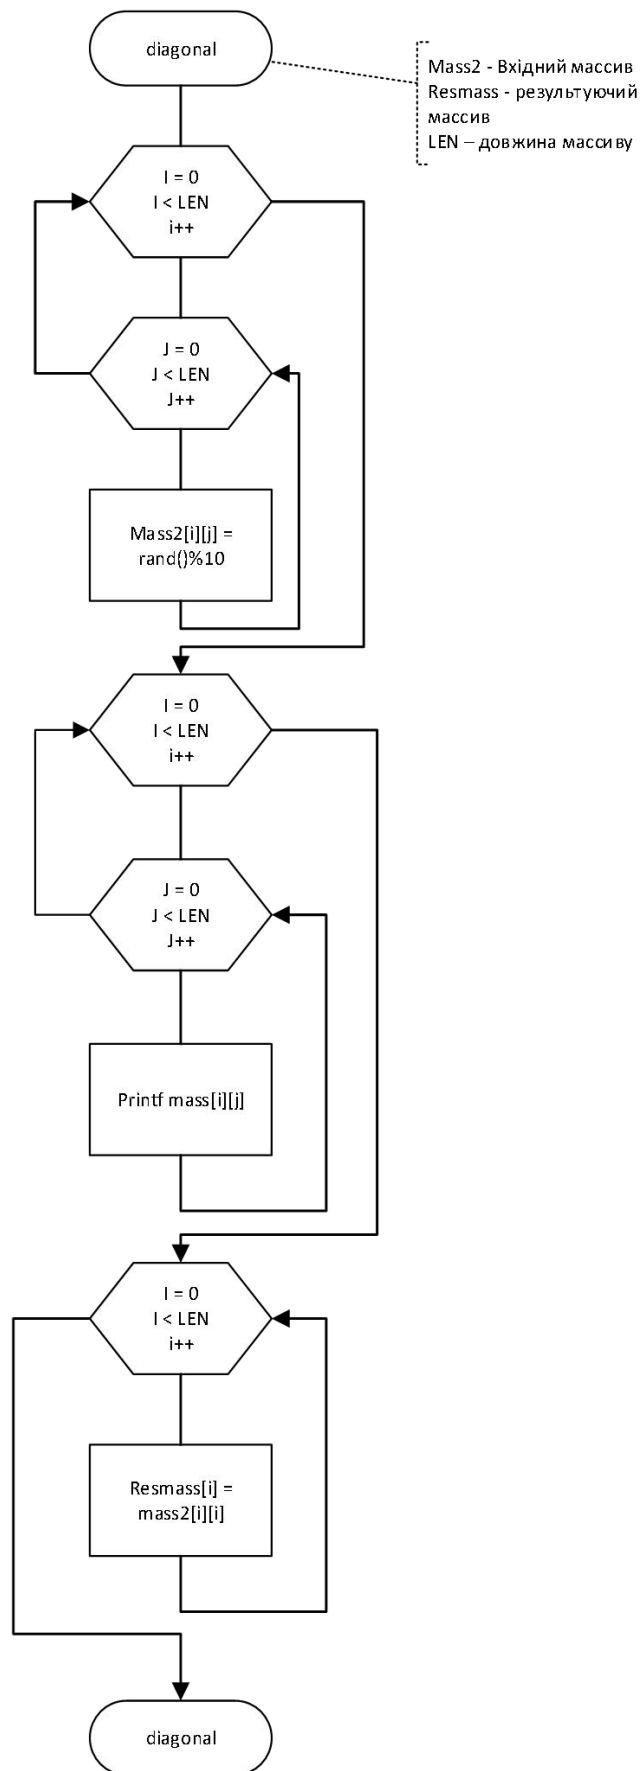 diagonal
Mass2 - Вхідний массив
Resmass - результуючий
массив
LEN – довжина массиву
I = 0
I < LEN
i++
J = 0
J < LEN
J++
Mass2[i][j] =
rand()%10
I = 0
I < LEN
i++
J = 0
J < LEN
J++
Printf mass[i][j]
I = 0
I < LEN
i++
Resmass[i] =
mass2[i][i]
diagonal